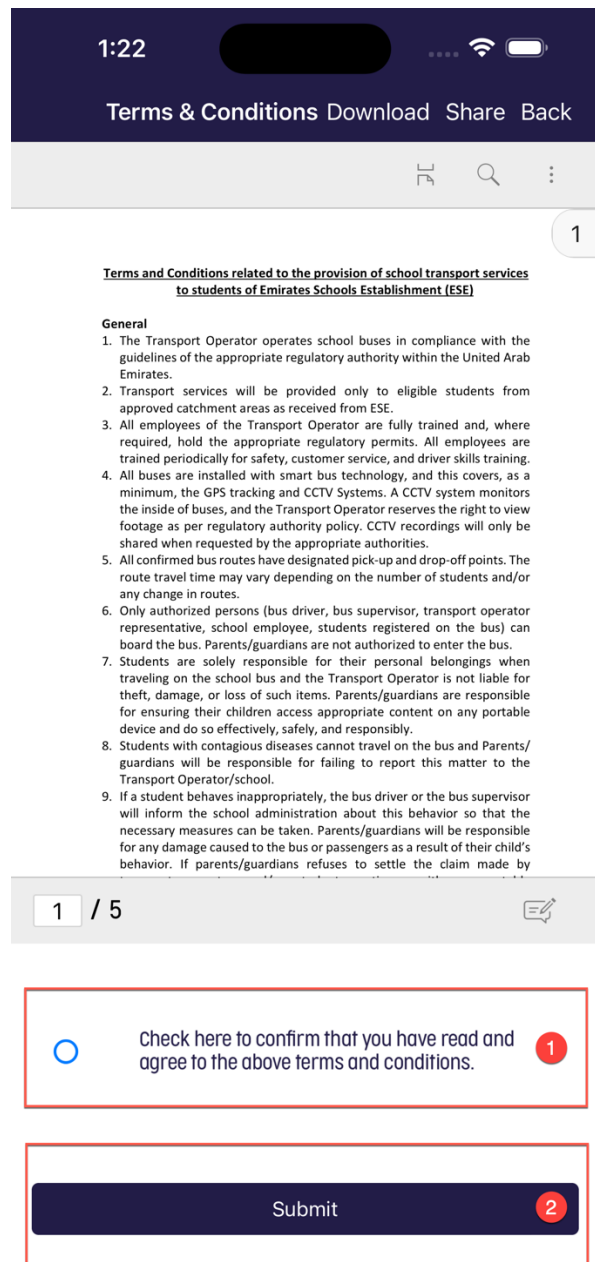 1:22
Terms & Conditions Download Share Back
1
Terms and Conditions related to the provision of school transport services
to students of Emirates Schools Establishment (ESE)
General
1. The Transport Operator operates school buses in compliance with the
guidelines of the appropriate regulatory authority within the United Arab
Emirates.
2. Transport services will be provided only to eligible students from
approved catchment areas as received from ESE.
3. All employees of the Transport Operator are fully trained and, where
required, hold the appropriate regulatory permits. All employees are
trained periodically for safety, customer service, and driver skills training.
4. All buses are installed with smart bus technology, and this covers, as a
minimum, the GPS tracking and CCTV Systems. A CCTV system monitors
the inside of buses, and the Transport Operator reserves the right to view
footage as per regulatory authority policy. CCTV recordings will only be
shared when requested by the appropriate authorities.
5. All confirmed bus routes have designated pick-up and drop-off points. The
route travel time may vary depending on the number of students and/or
any change in routes.
6. Only authorized persons (bus driver, bus supervisor, transport operator
representative, school employee, students registered on the bus) can
board the bus. Parents/guardians are not authorized to enter the bus.
7. Students are solely responsible for their personal belongings when
traveling on the school bus and the Transport Operator is not liable for
theft, damage, or loss of such items. Parents/guardians are responsible
for ensuring their children access appropriate content on any portable
device and do so effectively, safely, and responsibly.
8. Students with contagious diseases cannot travel on the bus and Parents/
guardians will be responsible for failing to report this matter to the
Transport Operator/school.
9. If a student behaves inappropriately, the bus driver or the bus supervisor
will inform the school administration about this behavior so that the
necessary measures can be taken. Parents/guardians will be responsible
for any damage caused to the bus or passengers as a result of their child's
behavior. If parents/guardians refuses to settle the claim made by
1 / 5
Check here to confirm that you have read and
agree to the above terms and conditions.
1
Submit
2